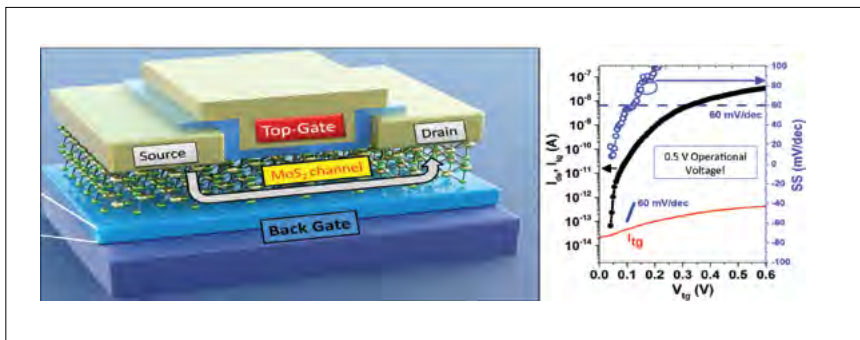 Top-Gate
Source
Drain
MoS₂ channel
Back Gate
10⁻⁷
10⁻⁸
10⁻⁹
10⁻¹⁰
10⁻¹¹
10⁻¹²
10⁻¹³
10⁻¹⁴
100
80
60
40
20
0
-20
-40
-60
-80
-100
60 mV/dec
0.5 V Operational
Voltage!
60 mV/dec
Itg
SS (mV/dec)
0.0 0.1 0.2 0.3 0.4 0.5 0.6
Vtg (V)